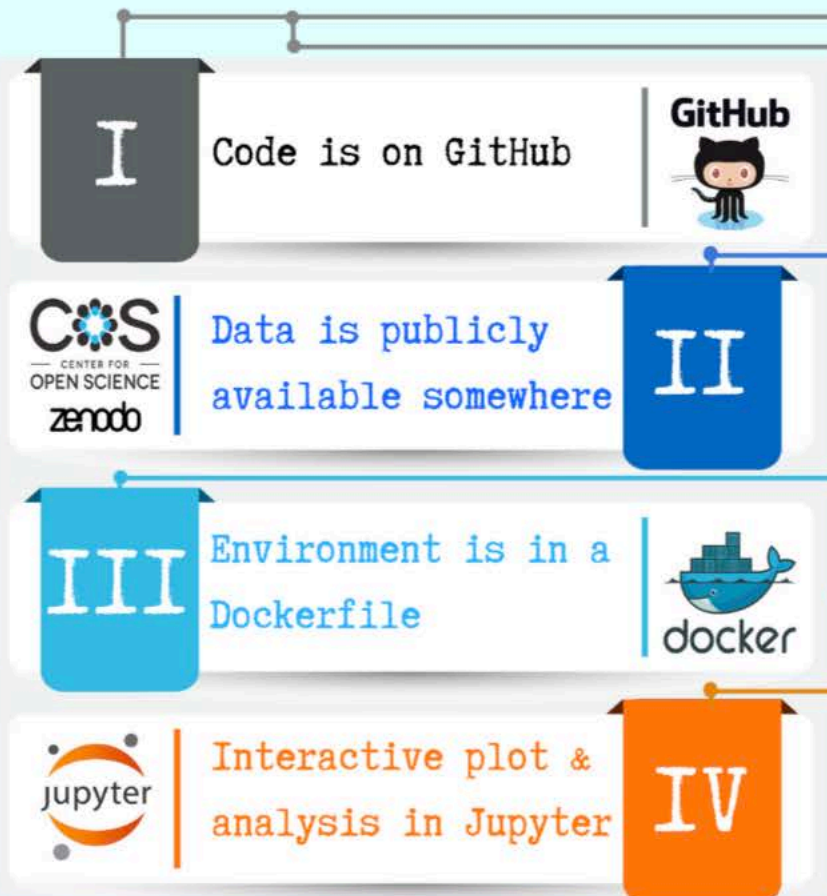 I
Code is on GitHub
GitHub
COS
CENTER FOR
OPEN SCIENCE
zenodo
Data is publicly
available somewhere
II
III
Environment is in a
Dockerfile
docker
jupyter
Interactive plot &
analysis in Jupyter
IV